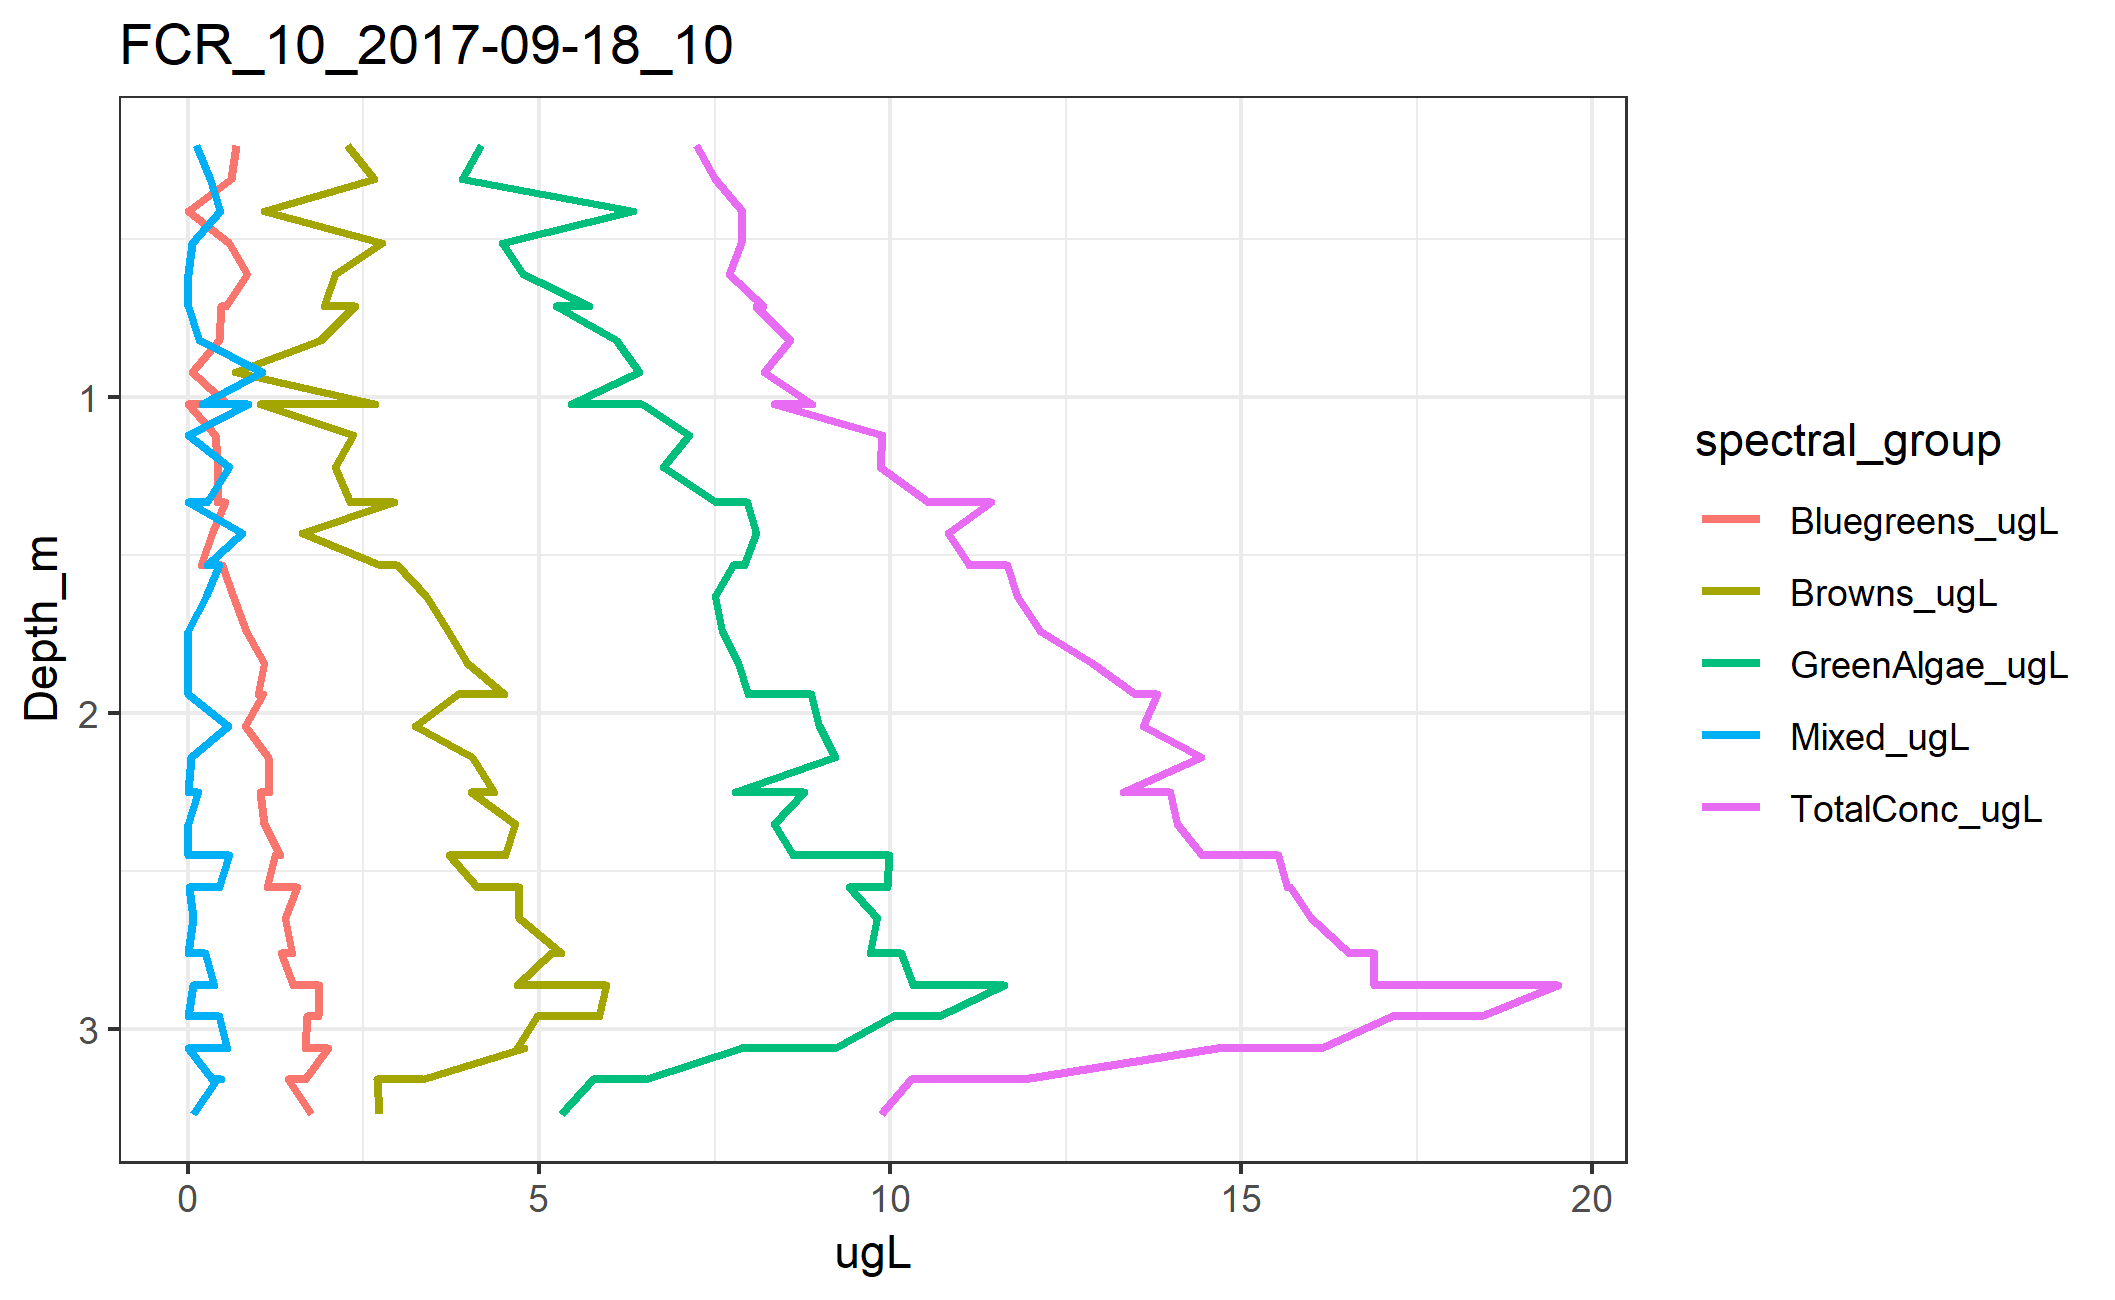 FCR_10_2017-09-18_10
Depth_m
1
2
3
0 5 10 15 20
ugL
spectral_group
Bluegreens_ugL
Browns_ugL
GreenAlgae_ugL
Mixed_ugL
TotalConc_ugL